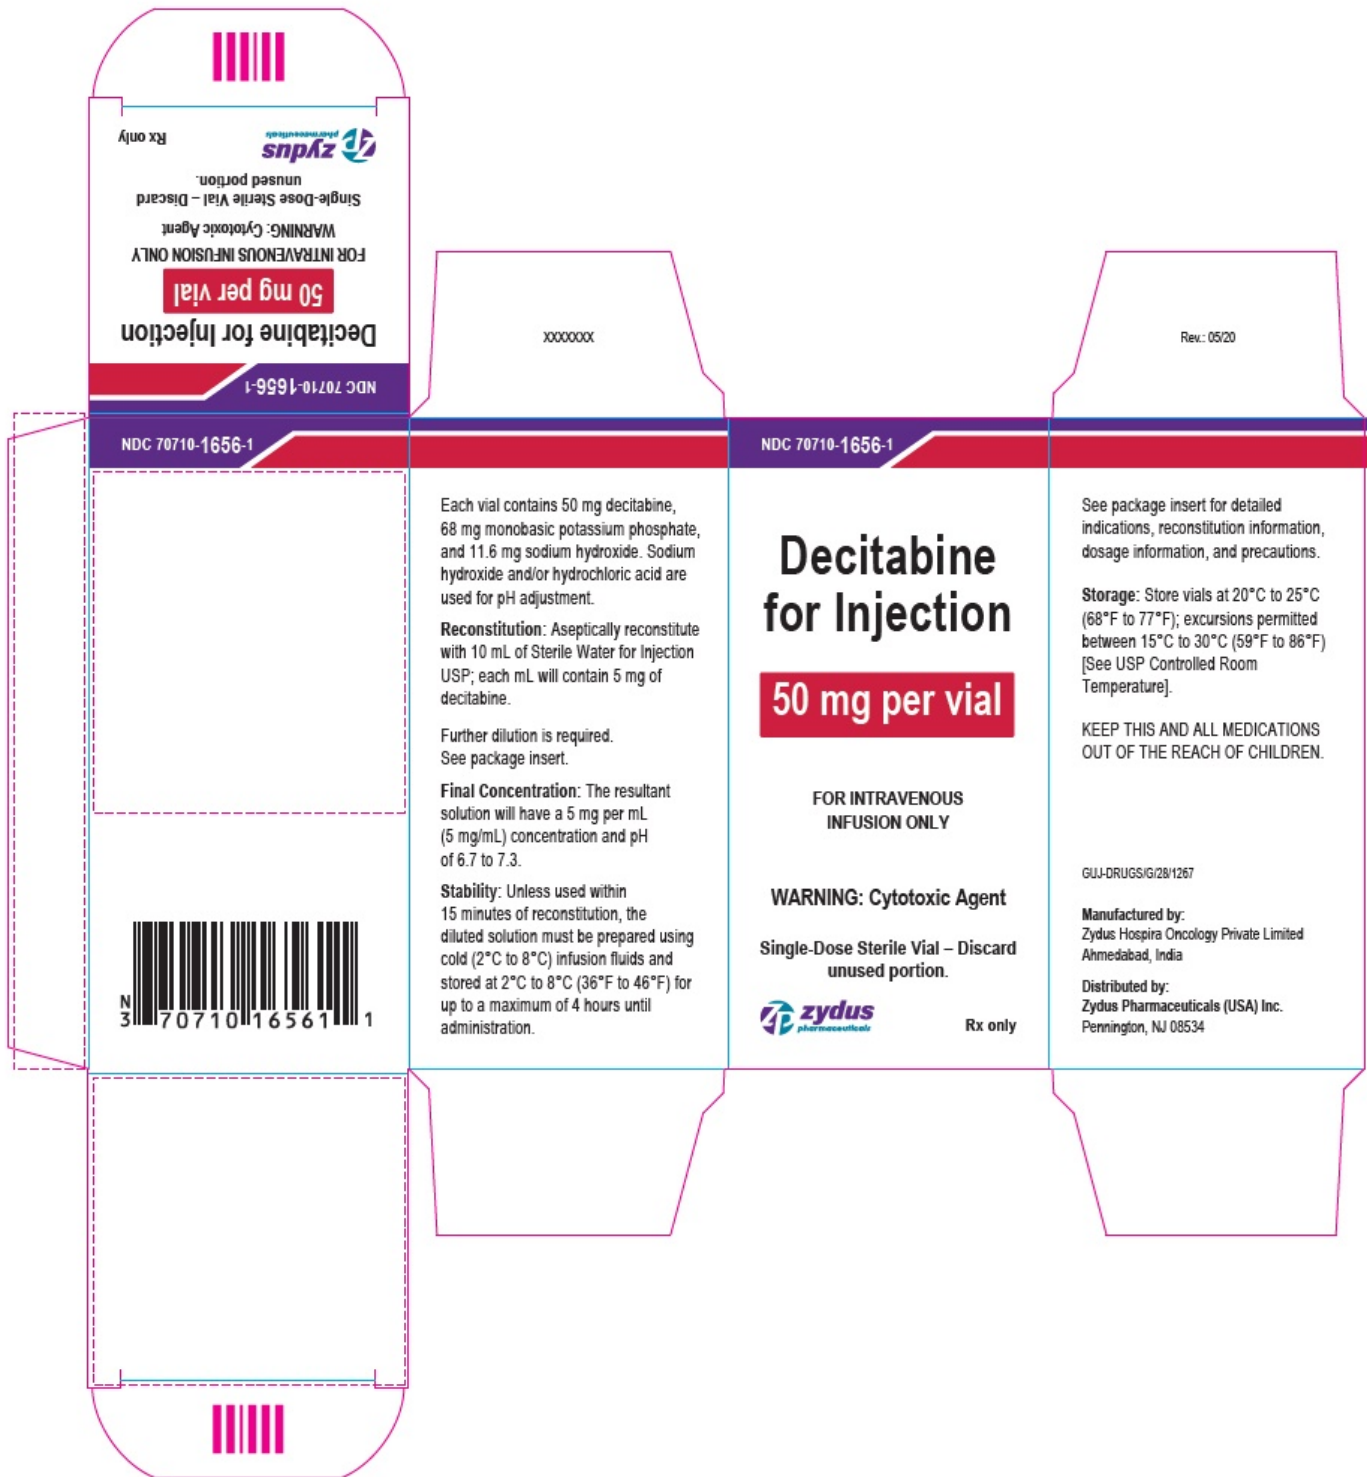 Rx only
zydus
pharmaceuticals
Single-Dose Sterile Vial – Discard
unused portion.
WARNING: Cytotoxic Agent
FOR INTRAVENOUS INFUSION ONLY
50 mg per vial
Decitabine for Injection
NDC 70710-1656-1
XXXXXXX
Rev.: 05/20
NDC 70710-1656-1
N
3 70710 16561 1
Each vial contains 50 mg decitabine,
68 mg monobasic potassium phosphate,
and 11.6 mg sodium hydroxide. Sodium
hydroxide and/or hydrochloric acid are
used for pH adjustment.
Reconstitution: Aseptically reconstitute
with 10 mL of Sterile Water for Injection
USP; each mL will contain 5 mg of
decitabine.
Further dilution is required.
See package insert.
Final Concentration: The resultant
solution will have a 5 mg per mL
(5 mg/mL) concentration and pH
of 6.7 to 7.3.
Stability: Unless used within
15 minutes of reconstitution, the
diluted solution must be prepared using
cold (2°C to 8°C) infusion fluids and
stored at 2°C to 8°C (36°F to 46°F) for
up to a maximum of 4 hours until
administration.
NDC 70710-1656-1
Decitabine
for Injection
50 mg per vial
FOR INTRAVENOUS
INFUSION ONLY
WARNING: Cytotoxic Agent
Single-Dose Sterile Vial – Discard
unused portion.
zydus
pharmaceuticals
Rx only
See package insert for detailed
indications, reconstitution information,
dosage information, and precautions.
Storage: Store vials at 20°C to 25°C
(68°F to 77°F); excursions permitted
between 15°C to 30°C (59°F to 86°F)
[See USP Controlled Room
Temperature].
KEEP THIS AND ALL MEDICATIONS
OUT OF THE REACH OF CHILDREN.
GUJ-DRUGS/G/28/1267
Manufactured by:
Zydus Hospira Oncology Private Limited
Ahmedabad, India
Distributed by:
Zydus Pharmaceuticals (USA) Inc.
Pennington, NJ 08534